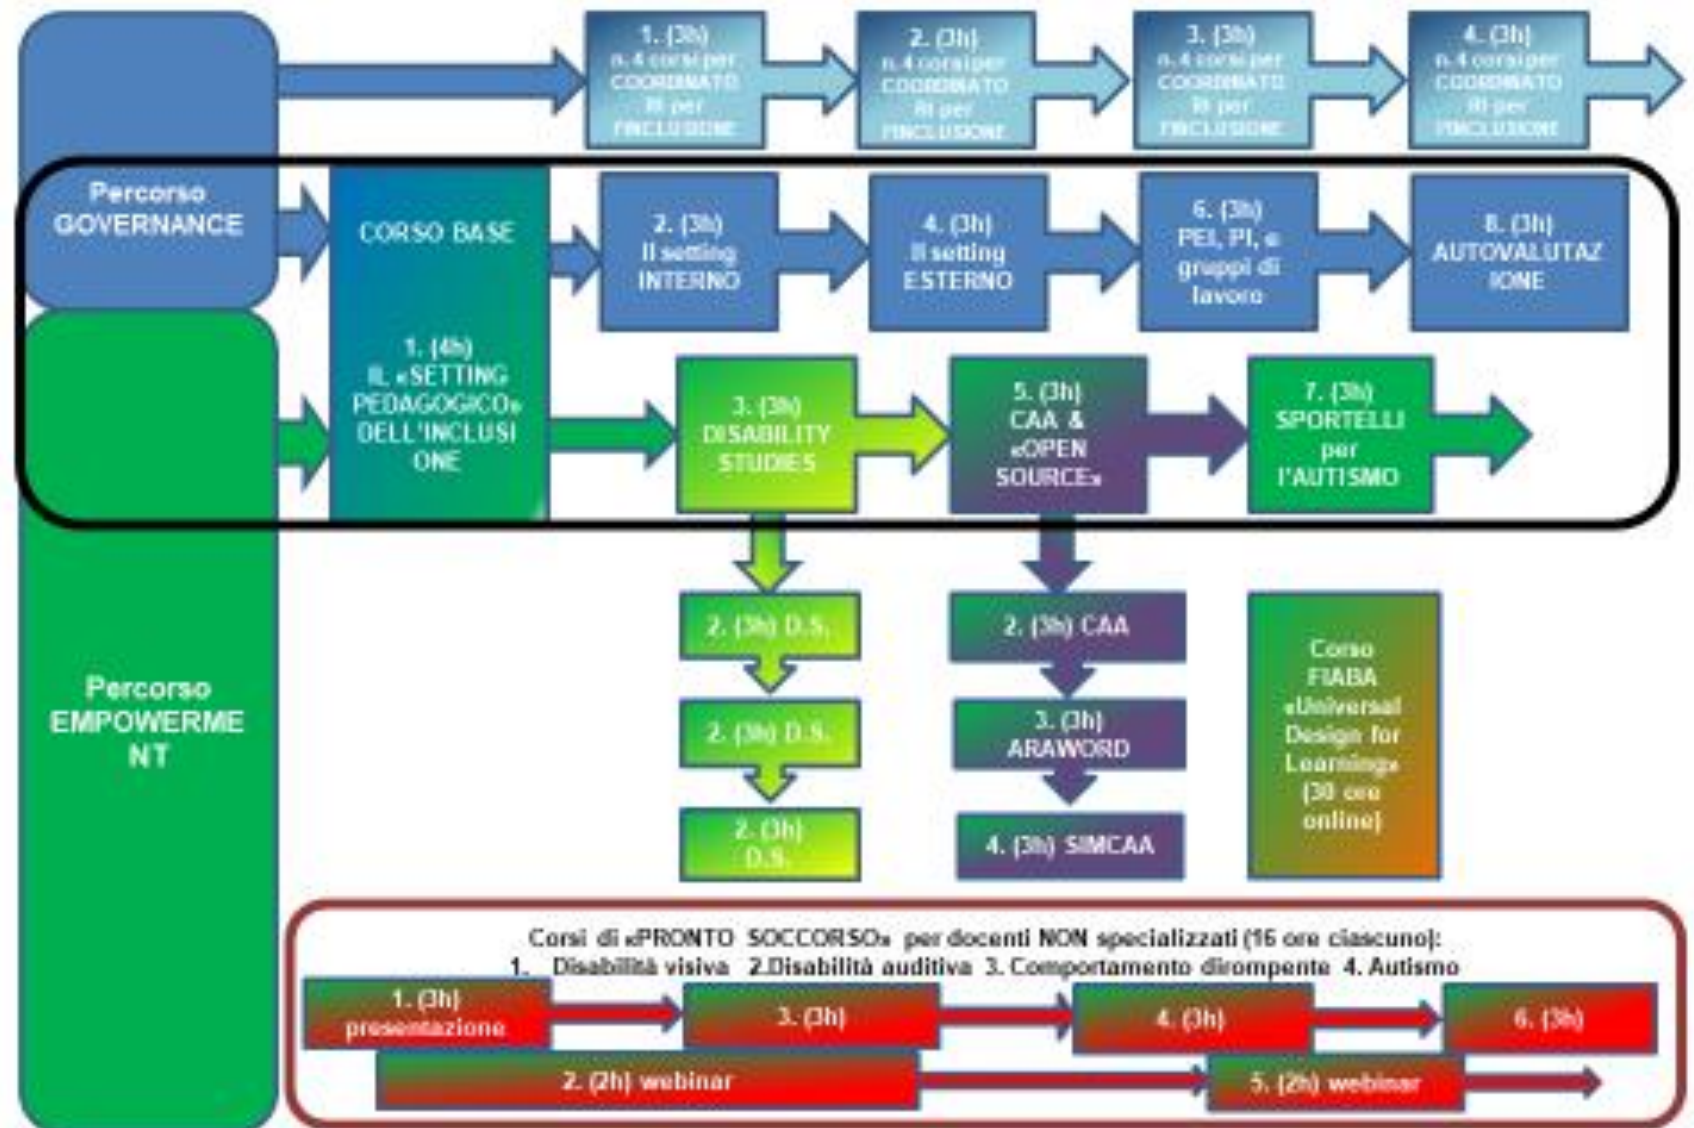 1. (3h)
n. 4 corsi per
COORDINATO
RI per
l'INCLUSIONE
2. (3h)
n. 4 corsi per
COORDINATO
RI per
l'INCLUSIONE
3. (3h)
n. 4 corsi per
COORDINATO
RI per
l'INCLUSIONE
4. (3h)
n. 4 corsi per
COORDINATO
RI per
l'INCLUSIONE
Percorso
GOVERNANCE
CORSO BASE
1. (4h)
IL «SETTING
PEDAGOGICO»
DELL'INCLUSI
ONE
2. (3h)
Il setting
INTERNO
4. (3h)
Il setting
ESTERNO
6. (3h)
PEI, PI, e
gruppi di
lavoro
8. (3h)
AUTOVALUTAZ
IONE
3. (3h)
DISABILITY
STUDIES
5. (3h)
CAA &
«OPEN
SOURCE»
7. (3h)
SPORTELLI
per
l'AUTISMO
Percorso
EMPOWERME
NT
2. (3h) D.S.
2. (3h) D.S.
2. (3h)
D.S.
2. (3h) CAA
3. (3h)
ARAWORD
4. (3h) SIMCAA
Corso
FIABA
«Universal
Design for
Learning»
(30 ore
online)
Corsi di «PRONTO SOCCORSO» per docenti NON specializzati (16 ore ciascuno):
1. Disabilità visiva 2.Disabilità auditiva 3. Comportamento dirompente 4. Autismo
1. (3h)
presentazione
3. (3h)
4. (3h)
6. (3h)
2. (2h) webinar
5. (2h) webinar